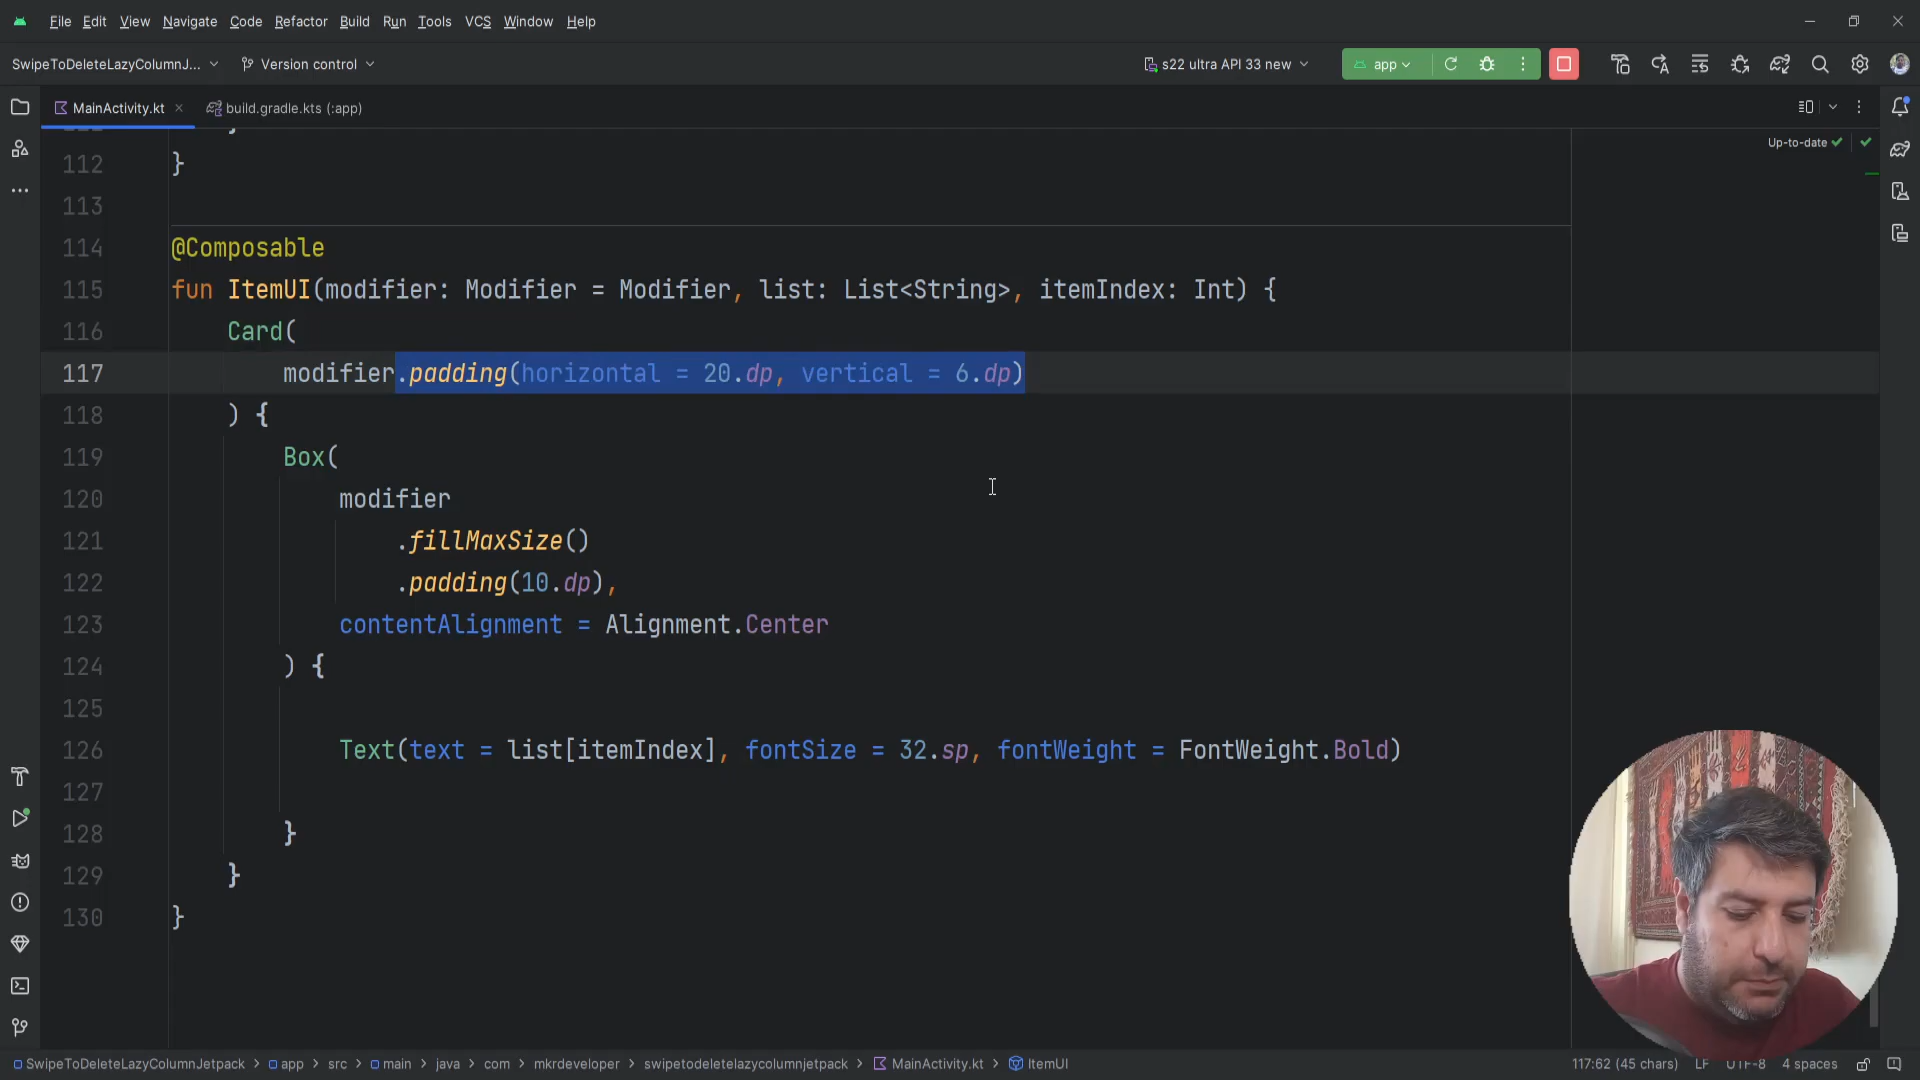 File Edit View Navigate Code Refactor Build Run Tools VCS Window Help
SwipeToDeleteLazyColumnJ... Version control s22 ultra API 33 new app
MainActivity.kt build.gradle.kts (:app)
Up-to-date
112 }
113
114 @Composable
115 fun ItemUI(modifier: Modifier = Modifier, list: List<String>, itemIndex: Int) {
116 Card(
117 modifier.padding(horizontal = 20.dp, vertical = 6.dp)
118 ) {
119 Box(
120 modifier
121 .fillMaxSize()
122 .padding(10.dp),
123 contentAlignment = Alignment.Center
124 ) {
125
126 Text(text = list[itemIndex], fontSize = 32.sp, fontWeight = FontWeight.Bold)
127
128 }
129 }
130 }
SwipeToDeleteLazyColumnJetpack > app > src > main > java > com > mkrdeveloper > swipetodeletelazycolumnjetpack > MainActivity.kt > ItemUI 117:62 (45 chars) LF UTF-8 4 spaces